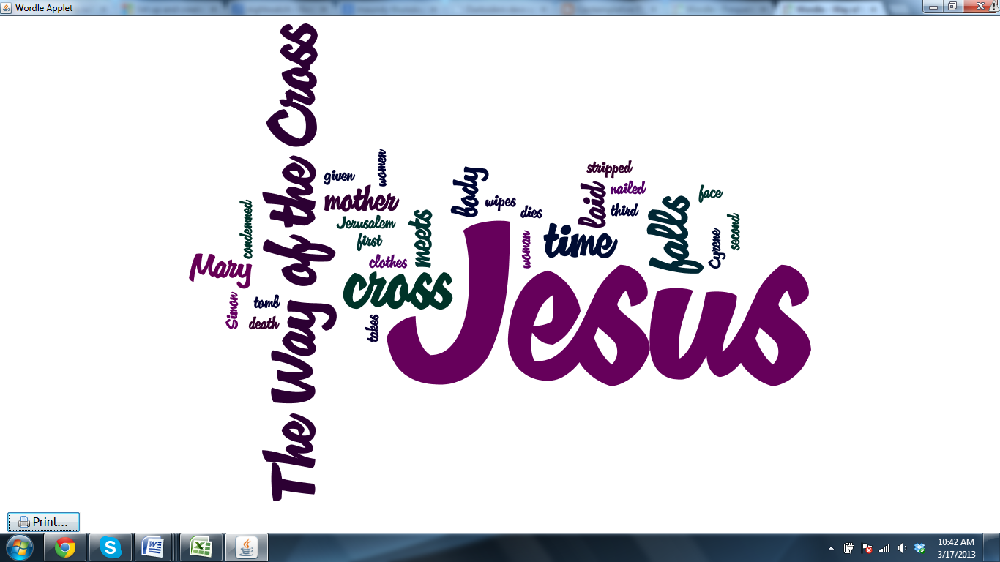 Wordle Applet
The Way of the Cross
Jesus
Mary
condemned
Simon
tomb
death
given
women
mother
Jerusalem
first
clothes
meets
cross
takes
body
wipes
dies
woman
time
stripped
laid
nailed
third
falls
face
Cyrene
second
Print...
10:42 AM
3/17/2013